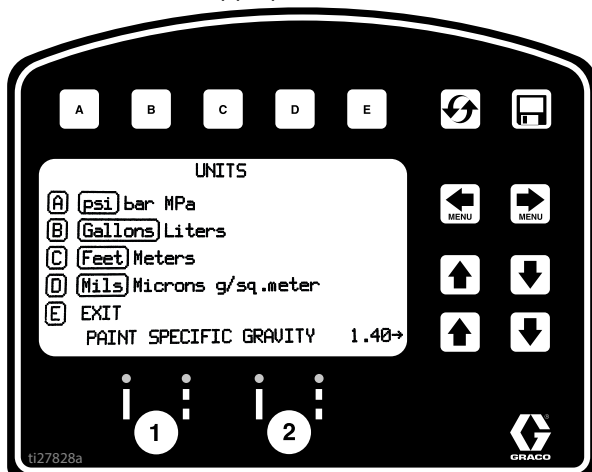 A B C D E
UNITS
A psi bar MPa
B Gallons Liters
C Feet Meters
D Mils Microns g/sq.meter
E EXIT
PAINT SPECIFIC GRAVITY 1.40→
MENU MENU
1 2
ti27828a
G
GRACO